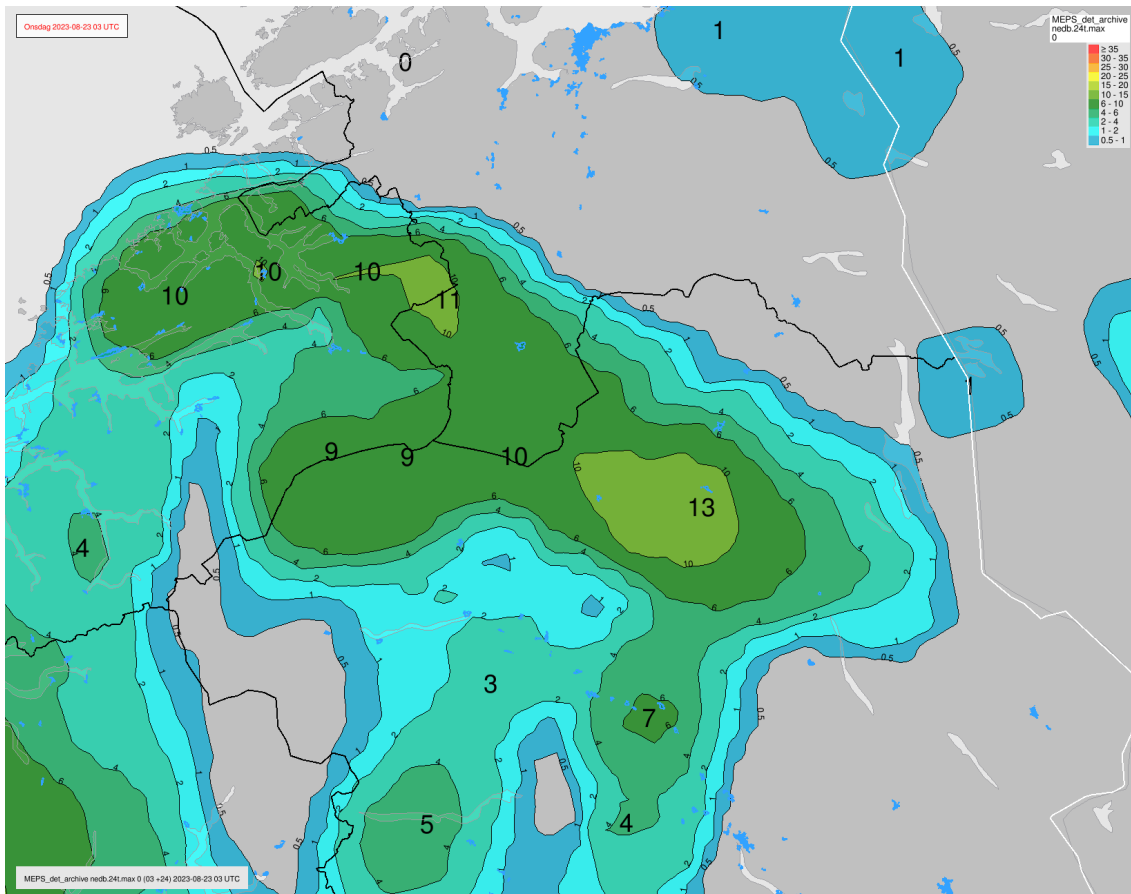 Onsdag 2023-08-23 03 UTC
MEPS_det_archive
nedb.24t.max
0
≥ 35
30 - 35
25 - 30
20 - 25
15 - 20
10 - 15
6 - 10
4 - 6
2 - 4
1 - 2
0.5 - 1
1
1
0
10
10
10
11
1
9
9
10
13
4
3
7
5
4
MEPS_det_archive nedb.24t.max 0 (03 +24) 2023-08-23 03 UTC